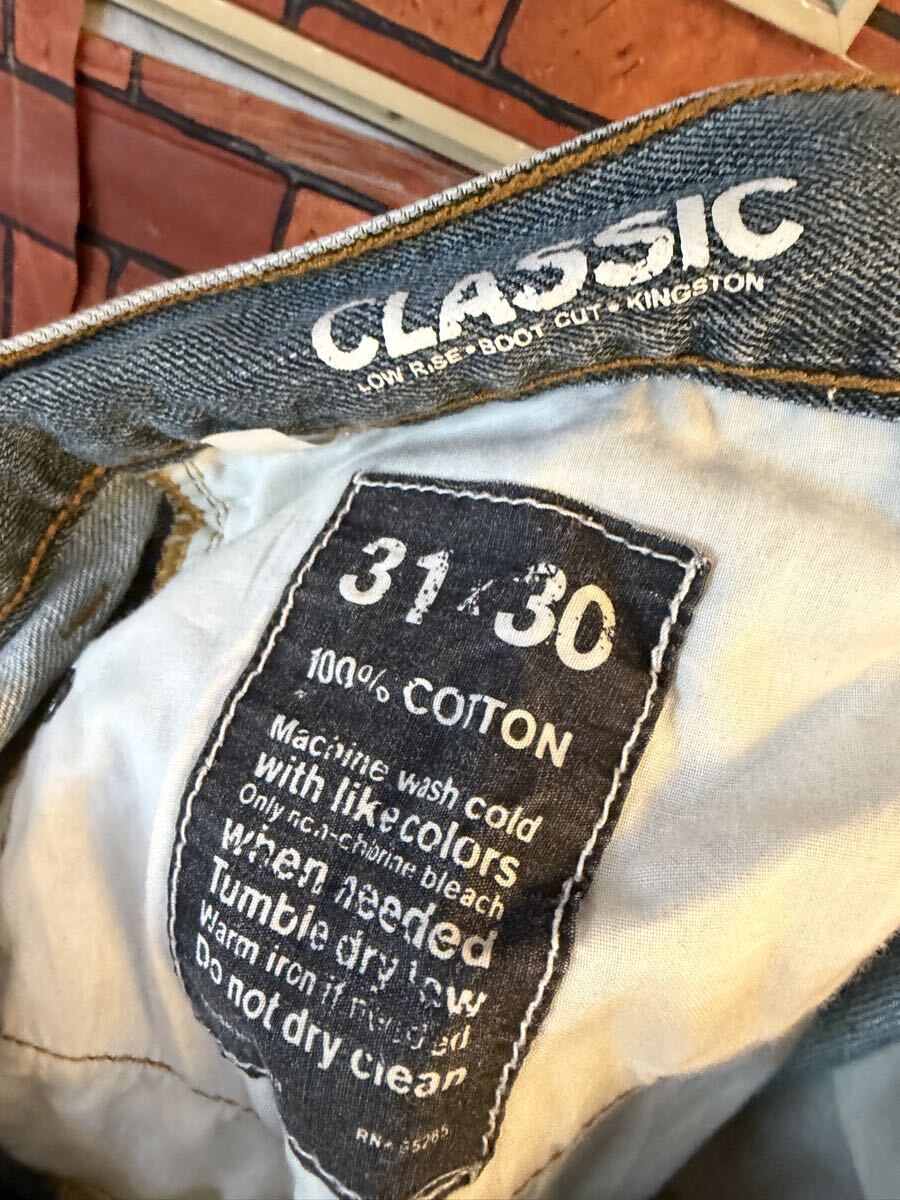 CLASSIC
LOW RISE • BOOT CUT • KINGSTON
31 x 30
100% COTTON
Machine wash cold
with like colors
Only non-chlorine bleach
when needed
Tumble dry low
Warm iron if needed
Do not dry clean
RN#